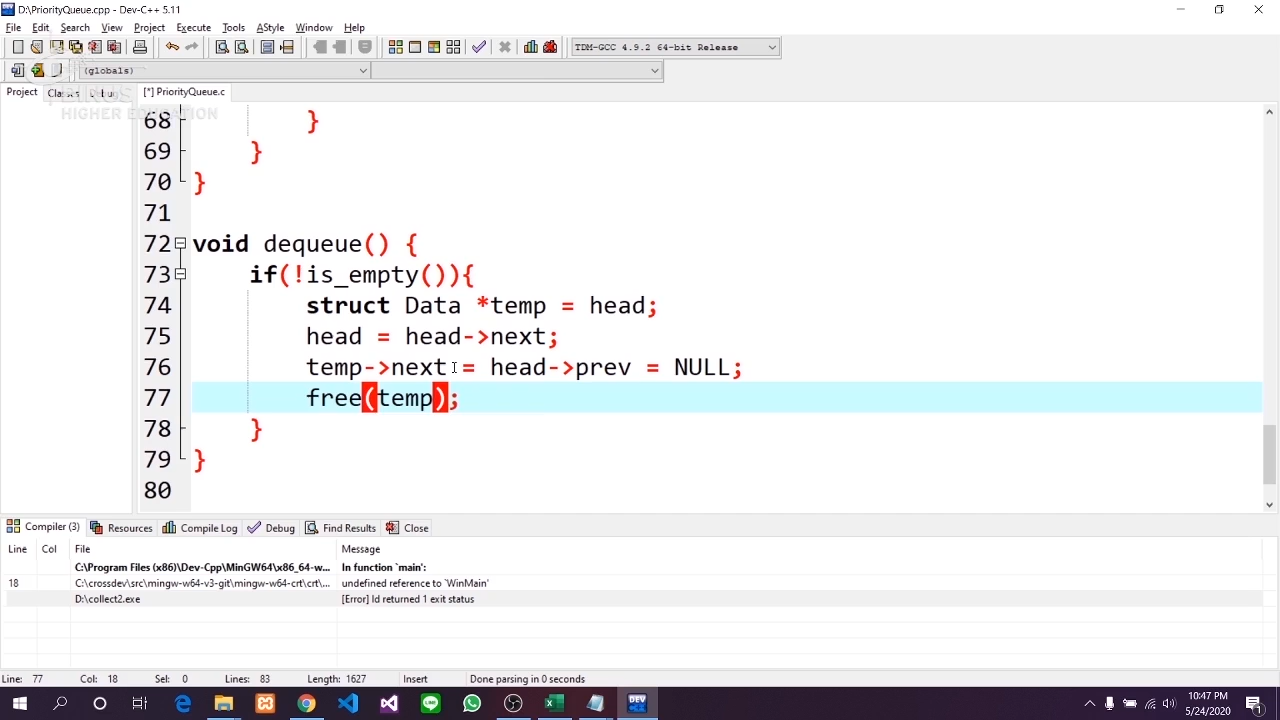 D:\PriorityQueue.cpp - Dev-C++ 5.11
File Edit Search View Project Execute Tools AStyle Window Help
TDM-GCC 4.9.2 64-bit Release
(globals)
Project Classes Debug [*] PriorityQueue.c
HIGHER EDUCATION
68 }
69 }
70 }
71
72 void dequeue() {
73 if(!is_empty()){
74 struct Data *temp = head;
75 head = head->next;
76 temp->next = head->prev = NULL;
77 free(temp);
78 }
79 }
80
Compiler (3) Resources Compile Log Debug Find Results Close
Line Col File Message
C:\Program Files (x86)\Dev-Cpp\MinGW64\x86_64-w... In function `main':
18 C:\crossdev\src\mingw-w64-v3-git\mingw-w64-crt\crt\... undefined reference to `WinMain'
D:\collect2.exe [Error] ld returned 1 exit status
Line: 77 Col: 18 Sel: 0 Lines: 83 Length: 1627 Insert Done parsing in 0 seconds
DEV
10:47 PM
5/24/2020